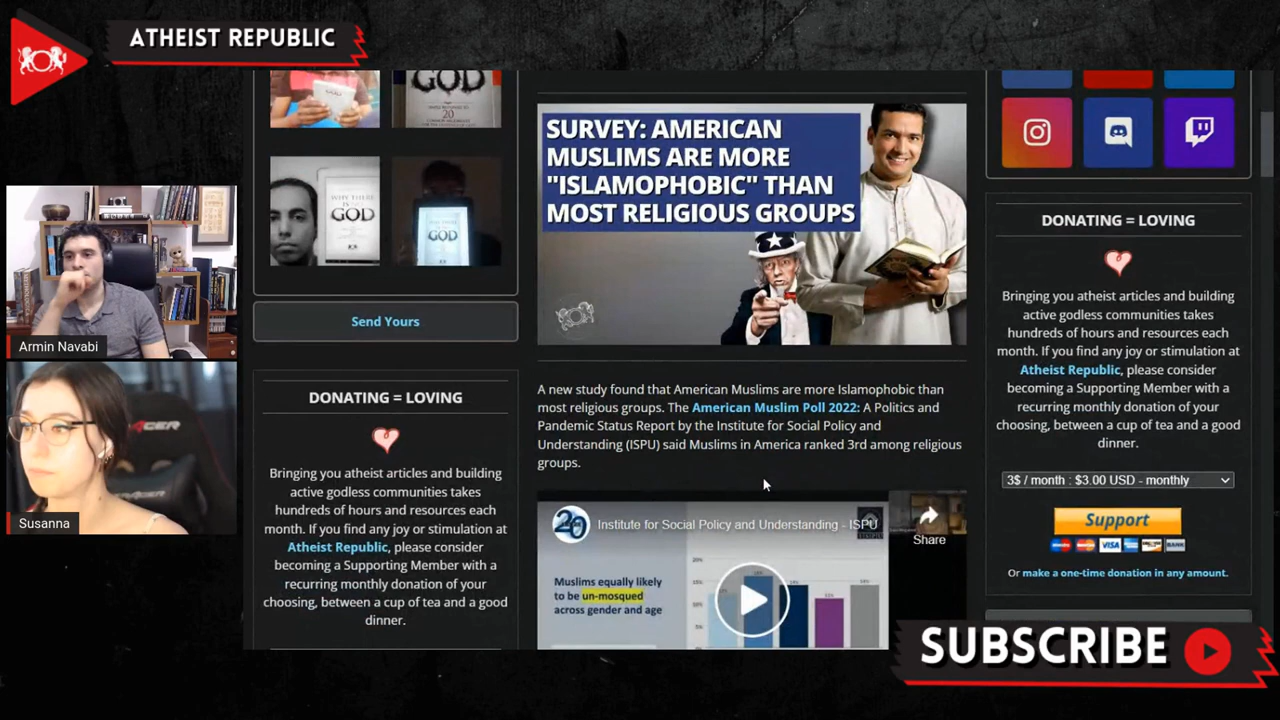 ATHEIST REPUBLIC
GOD
20
WHY THERE
IS NO
GOD
GOD
Send Yours
DONATING = LOVING
Bringing you atheist articles and building
active godless communities takes
hundreds of hours and resources each
month. If you find any joy or stimulation at
Atheist Republic, please consider
becoming a Supporting Member with a
recurring monthly donation of your
choosing, between a cup of tea and a good
dinner.
SURVEY: AMERICAN
MUSLIMS ARE MORE
"ISLAMOPHOBIC" THAN
MOST RELIGIOUS GROUPS
A new study found that American Muslims are more Islamophobic than
most religious groups. The American Muslim Poll 2022: A Politics and
Pandemic Status Report by the Institute for Social Policy and
Understanding (ISPU) said Muslims in America ranked 3rd among religious
groups.
20
Institute for Social Policy and Understanding - ISPU
Share
Muslims equally likely
to be un-mosqued
across gender and age
DONATING = LOVING
Bringing you atheist articles and building
active godless communities takes
hundreds of hours and resources each
month. If you find any joy or stimulation at
Atheist Republic, please consider
becoming a Supporting Member with a
recurring monthly donation of your
choosing, between a cup of tea and a good
dinner.
3$ / month : $3.00 USD - monthly
Support
VISA
BANK
Or make a one-time donation in any amount.
Armin Navabi
Susanna
SUBSCRIBE